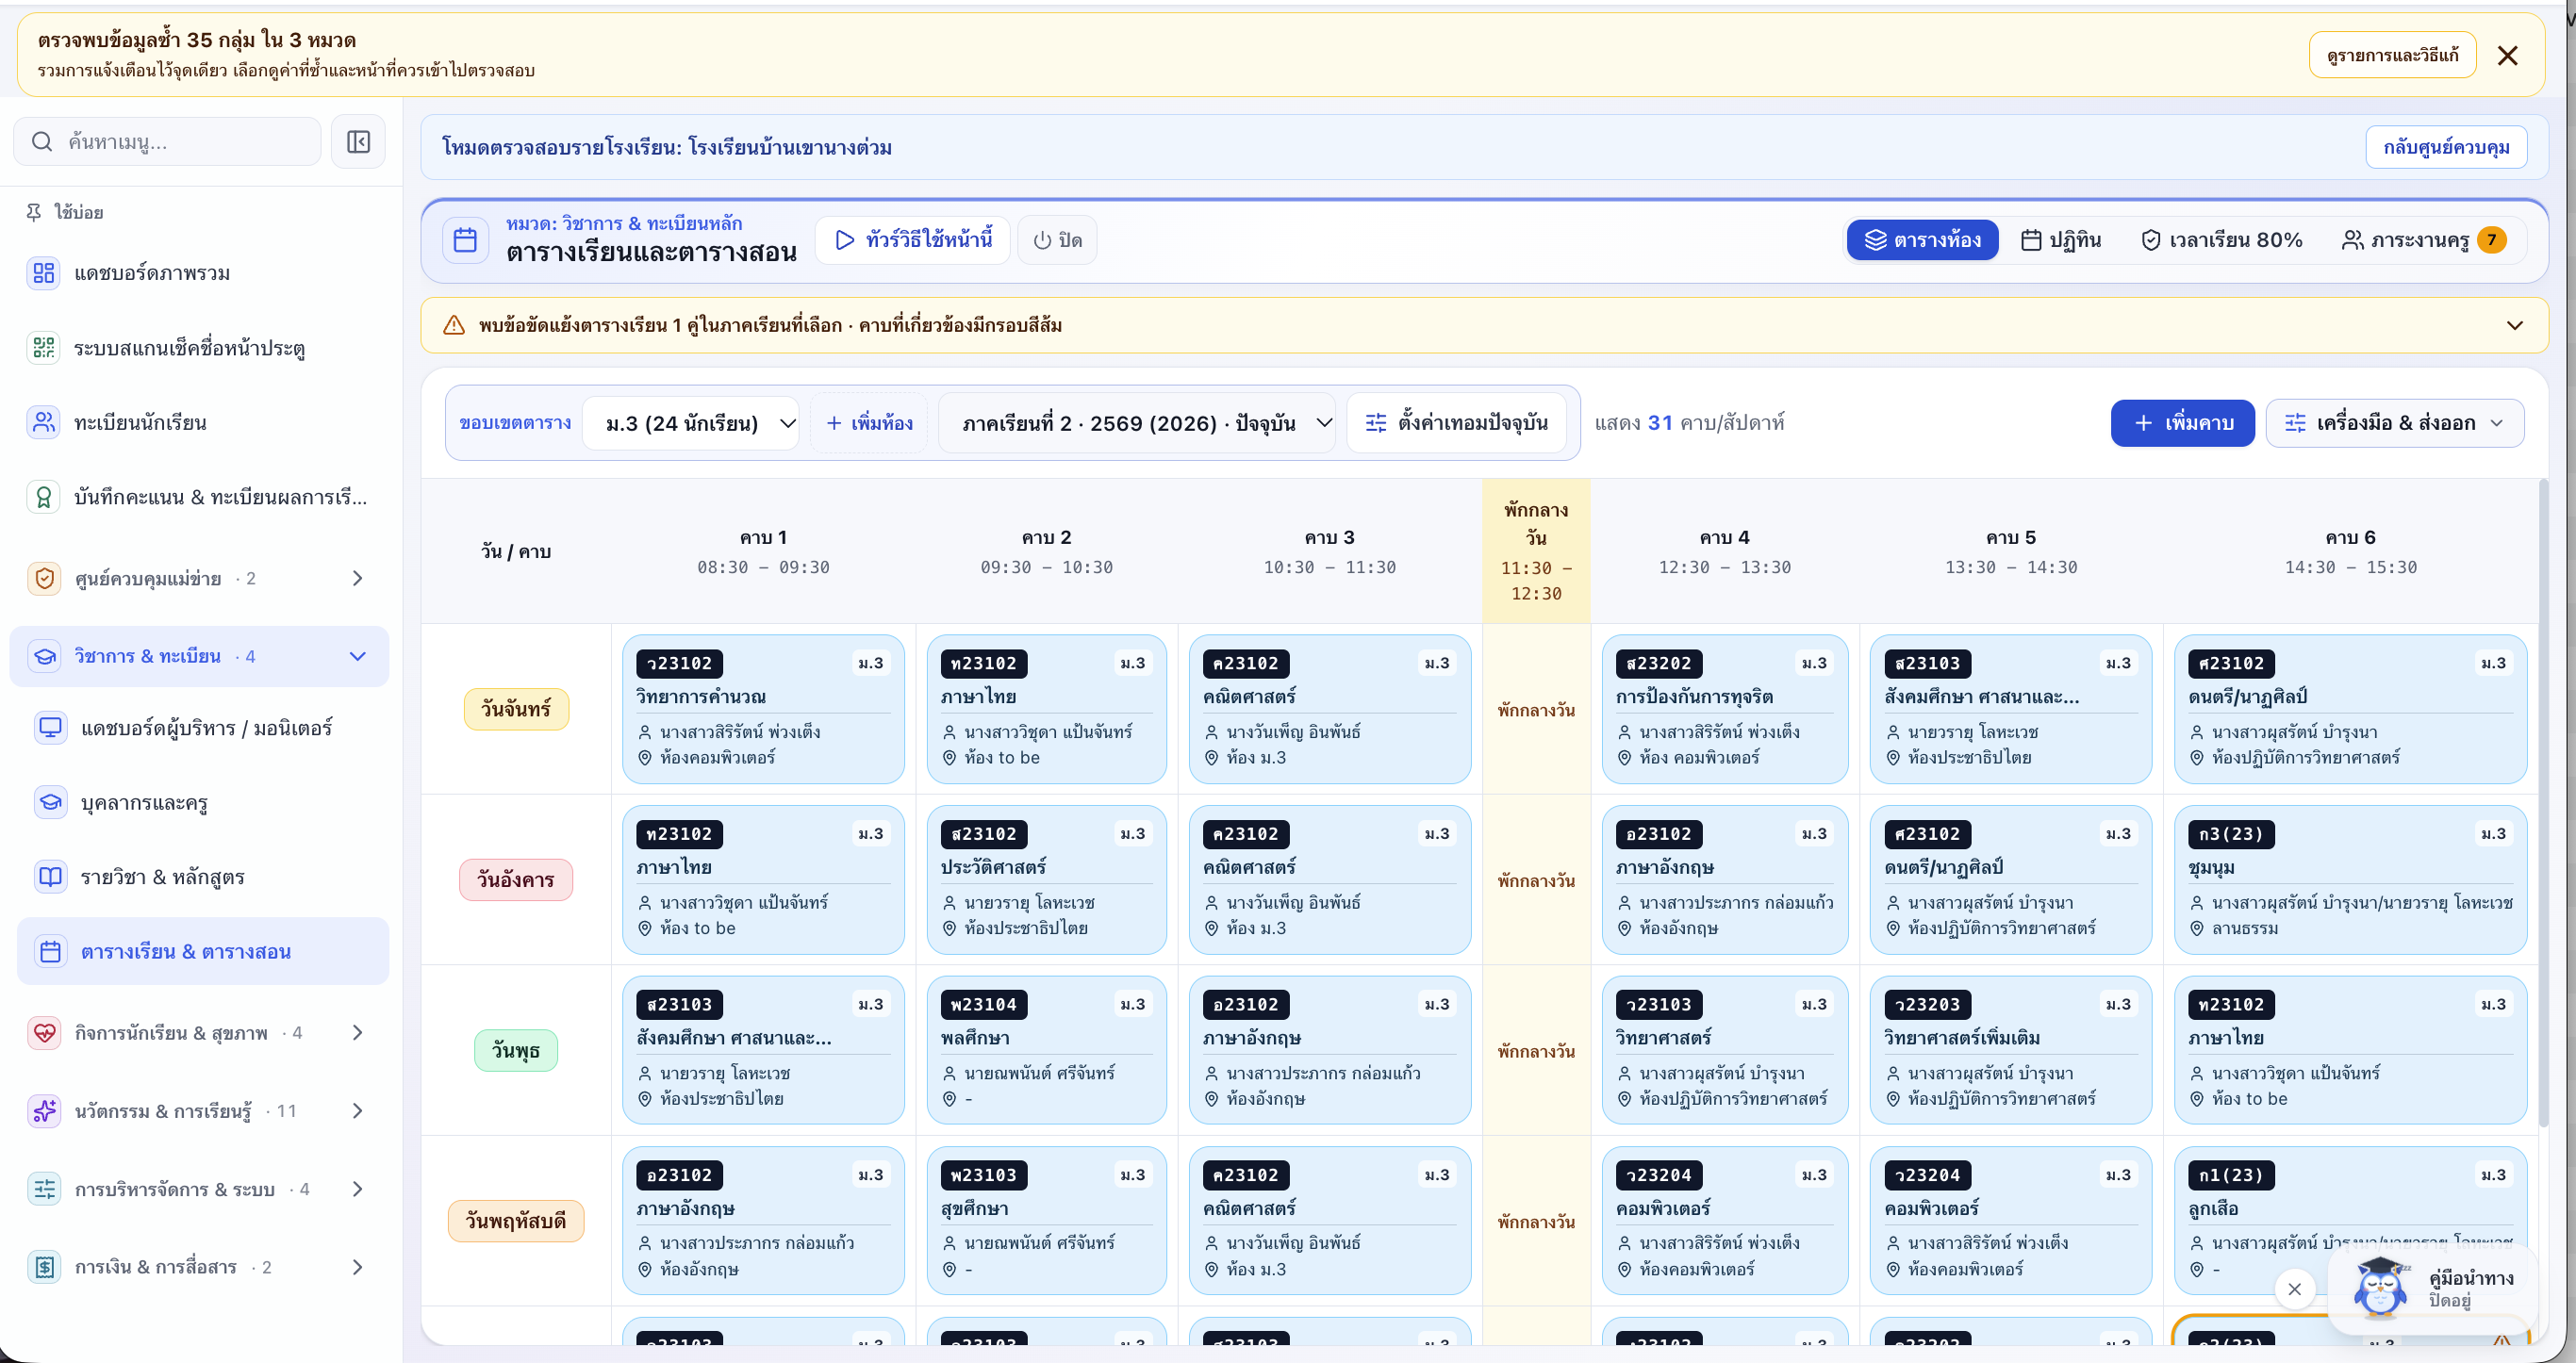 ตรวจพบข้อมูลซ้ำ 35 กลุ่ม ใน 3 หมวด
รวมการแจ้งเตือนไว้จุดเดียว เลือกดูค่าที่ซ้ำและหน้าที่ควรเข้าไปตรวจสอบ
ดูรายการและวิธีแก้
ค้นหาเมนู...
ใช้บ่อย
แดชบอร์ดภาพรวม
ระบบสแกนเช็คชื่อหน้าประตู
ทะเบียนนักเรียน
บันทึกคะแนน & ทะเบียนผลการเรี...
ศูนย์ควบคุมแม่ข่าย · 2
วิชาการ & ทะเบียน · 4
แดชบอร์ดผู้บริหาร / มอนิเตอร์
บุคลากรและครู
รายวิชา & หลักสูตร
ตารางเรียน & ตารางสอน
กิจการนักเรียน & สุขภาพ · 4
นวัตกรรม & การเรียนรู้ · 11
การบริหารจัดการ & ระบบ · 4
การเงิน & การสื่อสาร · 2
โหมดตรวจสอบรายโรงเรียน: โรงเรียนบ้านเขานางต่วม
กลับศูนย์ควบคุม
หมวด: วิชาการ & ทะเบียนหลัก
ตารางเรียนและตารางสอน
ทัวร์วิธีใช้หน้านี้
ปิด
ตารางห้อง
ปฏิทิน
เวลาเรียน 80%
ภาระงานครู 7
พบข้อขัดแย้งตารางเรียน 1 คู่ในภาคเรียนที่เลือก · คาบที่เกี่ยวข้องมีกรอบสีส้ม
ขอบเขตตาราง
ม.3 (24 นักเรียน)
+ เพิ่มห้อง
ภาคเรียนที่ 2 · 2569 (2026) · ปัจจุบัน
ตั้งค่าเทอมปัจจุบัน
แสดง 31 คาบ/สัปดาห์
+ เพิ่มคาบ
เครื่องมือ & ส่งออก
วัน / คาบ
คาบ 1
08:30 – 09:30
คาบ 2
09:30 – 10:30
คาบ 3
10:30 – 11:30
พักกลาง
วัน
11:30 –
12:30
คาบ 4
12:30 – 13:30
คาบ 5
13:30 – 14:30
คาบ 6
14:30 – 15:30
วันจันทร์
ว23102 ม.3
วิทยาการคำนวณ
นางสาวสิริรัตน์ พ่วงเต็ง
ห้องคอมพิวเตอร์
ท23102 ม.3
ภาษาไทย
นางสาววิชุดา แป้นจันทร์
ห้อง to be
ค23102 ม.3
คณิตศาสตร์
นางวันเพ็ญ อินพันธ์
ห้อง ม.3
พักกลางวัน
ส23202 ม.3
การป้องกันการทุจริต
นางสาวสิริรัตน์ พ่วงเต็ง
ห้อง คอมพิวเตอร์
ส23103 ม.3
สังคมศึกษา ศาสนาและ...
นายวรายุ โลหะเวช
ห้องประชาธิปไตย
ศ23102 ม.3
ดนตรี/นาฏศิลป์
นางสาวผุสรัตน์ บำรุงนา
ห้องปฏิบัติการวิทยาศาสตร์
วันอังคาร
ท23102 ม.3
ภาษาไทย
นางสาววิชุดา แป้นจันทร์
ห้อง to be
ส23102 ม.3
ประวัติศาสตร์
นายวรายุ โลหะเวช
ห้องประชาธิปไตย
ค23102 ม.3
คณิตศาสตร์
นางวันเพ็ญ อินพันธ์
ห้อง ม.3
พักกลางวัน
อ23102 ม.3
ภาษาอังกฤษ
นางสาวประภากร กล่อมแก้ว
ห้องอังกฤษ
ศ23102 ม.3
ดนตรี/นาฏศิลป์
นางสาวผุสรัตน์ บำรุงนา
ห้องปฏิบัติการวิทยาศาสตร์
ก3(23) ม.3
ชุมนุม
นางสาวผุสรัตน์ บำรุงนา/นายวรายุ โลหะเวช
ลานธรรม
วันพุธ
ส23103 ม.3
สังคมศึกษา ศาสนาและ...
นายวรายุ โลหะเวช
ห้องประชาธิปไตย
พ23104 ม.3
พลศึกษา
นายณพนันต์ ศรีจันทร์
-
อ23102 ม.3
ภาษาอังกฤษ
นางสาวประภากร กล่อมแก้ว
ห้องอังกฤษ
พักกลางวัน
ว23103 ม.3
วิทยาศาสตร์
นางสาวผุสรัตน์ บำรุงนา
ห้องปฏิบัติการวิทยาศาสตร์
ว23203 ม.3
วิทยาศาสตร์เพิ่มเติม
นางสาวผุสรัตน์ บำรุงนา
ห้องปฏิบัติการวิทยาศาสตร์
ท23102 ม.3
ภาษาไทย
นางสาววิชุดา แป้นจันทร์
ห้อง to be
วันพฤหัสบดี
อ23102 ม.3
ภาษาอังกฤษ
นางสาวประภากร กล่อมแก้ว
ห้องอังกฤษ
พ23103 ม.3
สุขศึกษา
นายณพนันต์ ศรีจันทร์
-
ค23102 ม.3
คณิตศาสตร์
นางวันเพ็ญ อินพันธ์
ห้อง ม.3
พักกลางวัน
ว23204 ม.3
คอมพิวเตอร์
นางสาวสิริรัตน์ พ่วงเต็ง
ห้องคอมพิวเตอร์
ว23204 ม.3
คอมพิวเตอร์
นางสาวสิริรัตน์ พ่วงเต็ง
ห้องคอมพิวเตอร์
ก1(23) ม.3
ลูกเสือ
นางสาวผุสรัตน์ บำรุงนา/นายวรายุ โลหะเวช
-
คู่มือนำทาง
ปิดอยู่